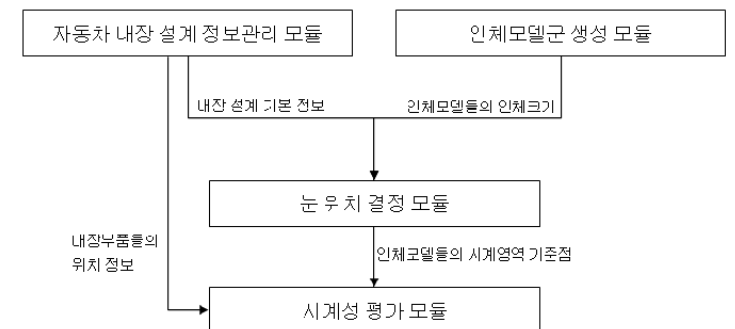 자동차 내장 설계 정보관리 모듈
인체모델군 생성 모듈
내장 설계 기본 정보
인체모델들의 인체크기
눈위치 결정 모듈
내장부품들의
위치 정보
인체모델들의 시계영역 기준점
시계성 평가 모듈